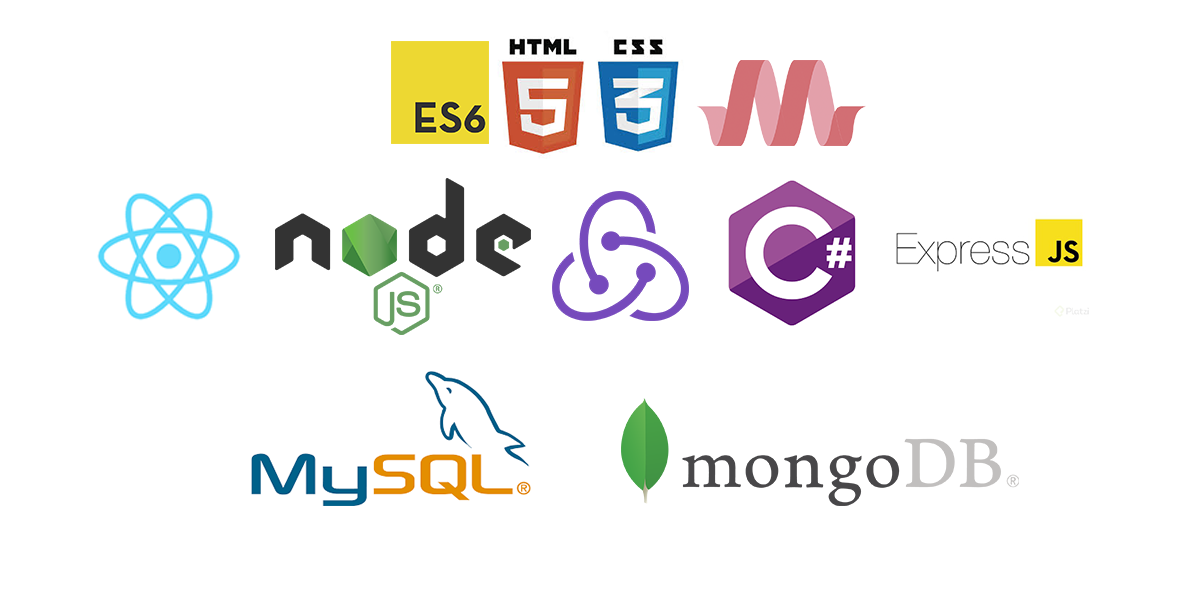 HTML CSS
ES6 5 3
node
JS®
C#
Express JS
MySQL®
mongoDB®